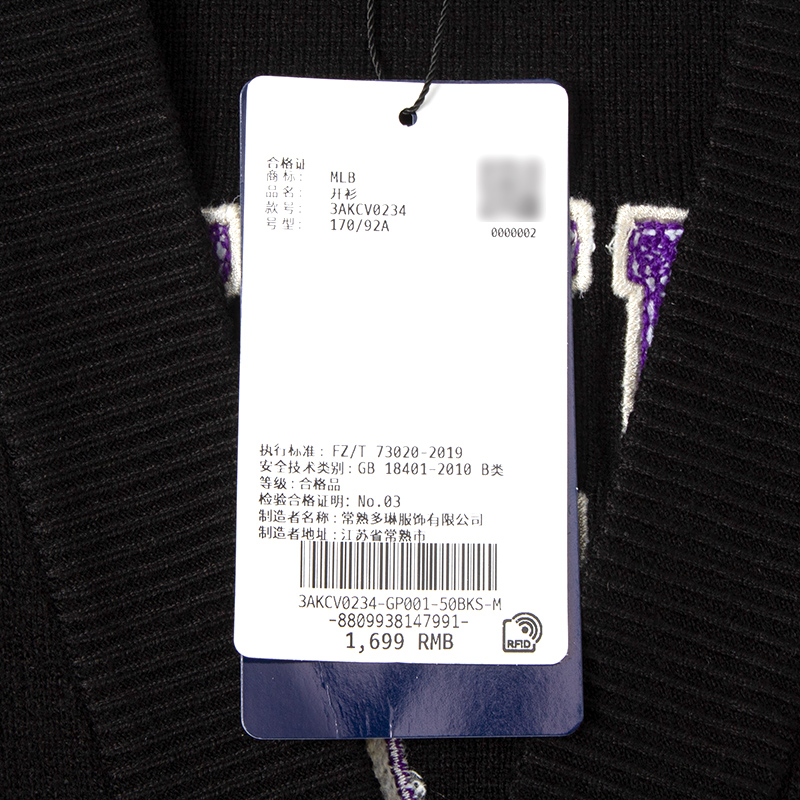 合格证
商标: MLB
品名: 开衫
款号: 3AKCV0234
号型: 170/92A
0000002
执行标准: FZ/T 73020-2019
安全技术类别: GB 18401-2010 B类
等级: 合格品
检验合格证明: No.03
制造者名称: 常熟多琳服饰有限公司
制造者地址: 江苏省常熟市
3AKCV0234-GP001-50BKS-M
-8809938147991-
1,699 RMB
RFID